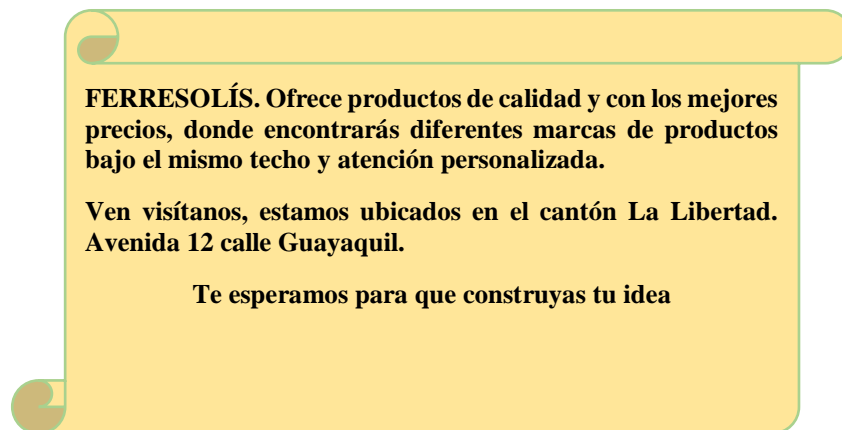 FERRESOLÍS. Ofrece productos de calidad y con los mejores
precios, donde encontrarás diferentes marcas de productos
bajo el mismo techo y atención personalizada.
Ven visítanos, estamos ubicados en el cantón La Libertad.
Avenida 12 calle Guayaquil.
Te esperamos para que construyas tu idea